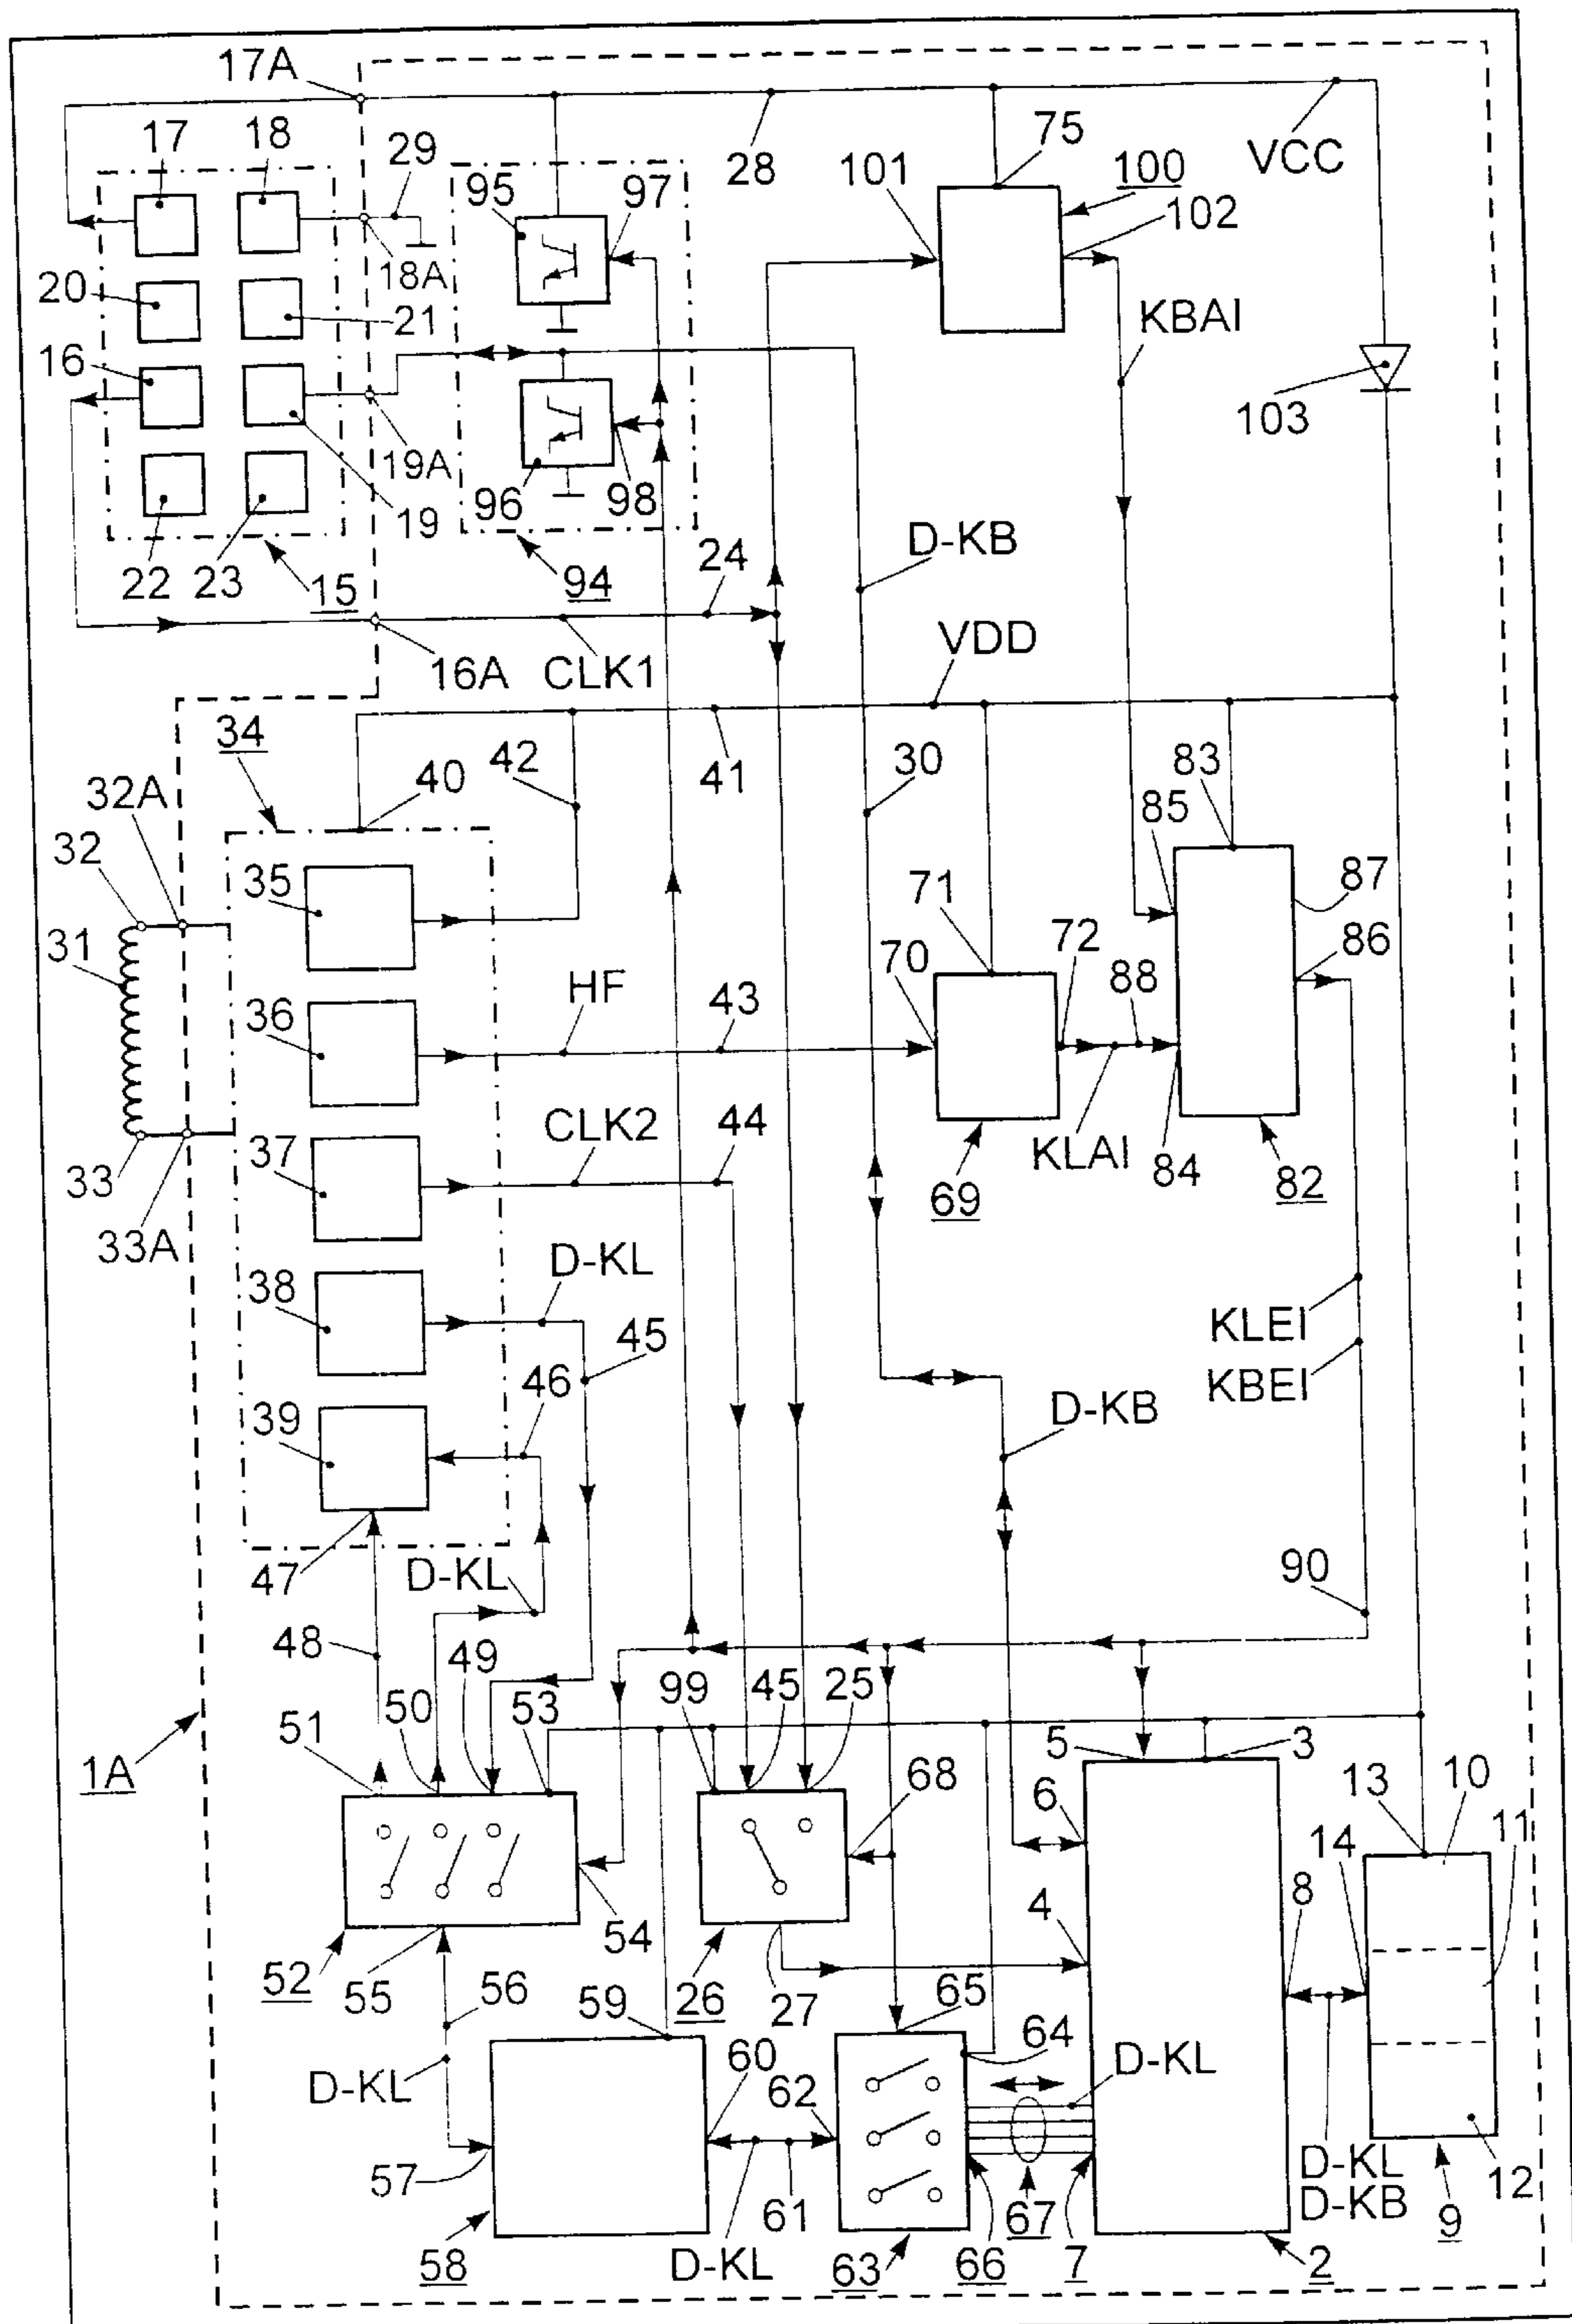 17A
17 18 29 95 97 28 101 75 100 102 VCC
18A
20 21 KBAI
16 103
19A
96 98
19
22 23 15 94 24 D-KB
16A CLK1 VDD
34 42 40 41 30 83
32A 85
32 35 71 87
31 70 72 88 86
36 HF 43
CLK2 44 KLAI 84
37 69 82
33
33A
38 D-KL 45 KLEI
46 KBEI
39 D-KB
47 D-KL 90
48 49
51 50 53 99 45 25 5 3
1A 68 6 13 10
11
14
54 4 8
52 55 56 59 26 27 65
64
D-KL 60 62 D-KL
57 61 67 D-KL 12
D-KB
58 D-KL 63 66 7 2 9